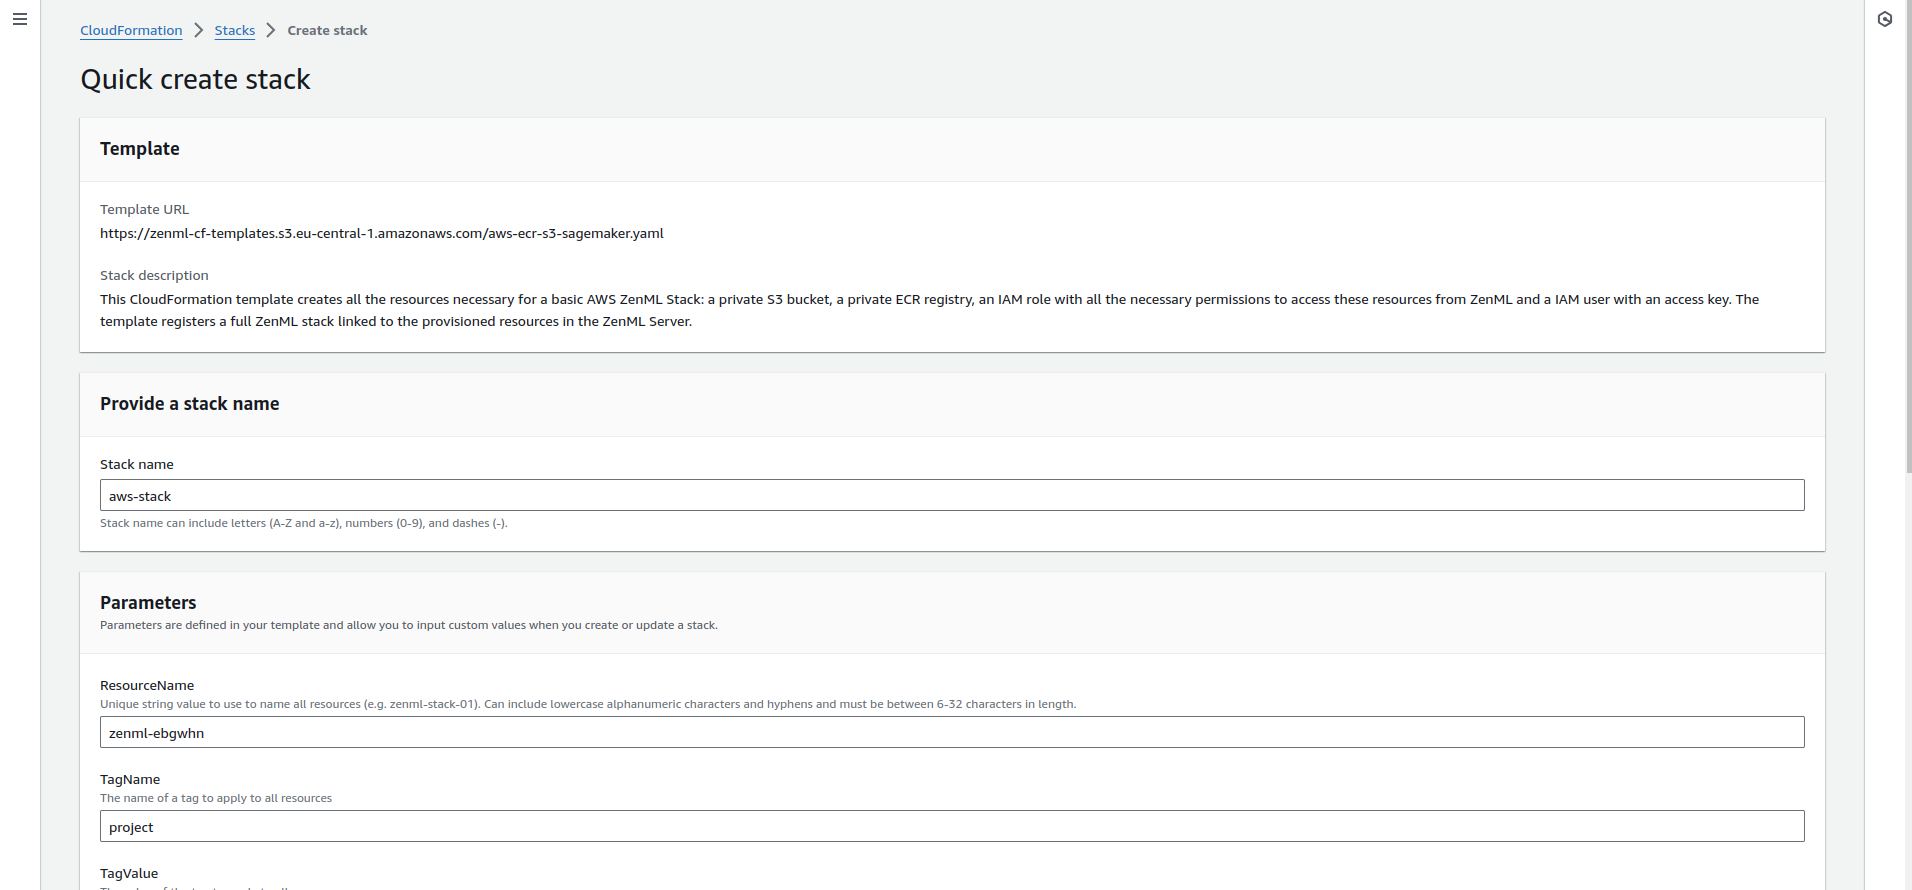 CloudFormation > Stacks > Create stack
Quick create stack
Template
Template URL
https://zenml-cf-templates.s3.eu-central-1.amazonaws.com/aws-ecr-s3-sagemaker.yaml
Stack description
This CloudFormation template creates all the resources necessary for a basic AWS ZenML Stack: a private S3 bucket, a private ECR registry, an IAM role with all the necessary permissions to access these resources from ZenML and a IAM user with an access key. The
template registers a full ZenML stack linked to the provisioned resources in the ZenML Server.
Provide a stack name
Stack name
aws-stack
Stack name can include letters (A-Z and a-z), numbers (0-9), and dashes (-).
Parameters
Parameters are defined in your template and allow you to input custom values when you create or update a stack.
ResourceName
Unique string value to use to name all resources (e.g. zenml-stack-01). Can include lowercase alphanumeric characters and hyphens and must be between 6-32 characters in length.
zenml-ebgwhn
TagName
The name of a tag to apply to all resources
project
TagValue